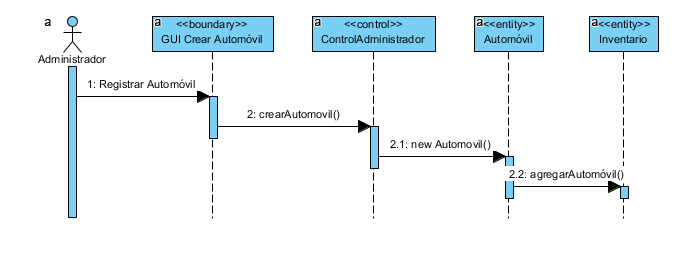 a
Administrador
a <<boundary>>
GUI Crear Automóvil
a <<control>>
ControlAdministrador
a <<entity>>
Automóvil
a <<entity>>
Inventario
1: Registrar Automóvil
2: crearAutomovil()
2.1: new Automovil()
2.2: agregarAutomóvil()